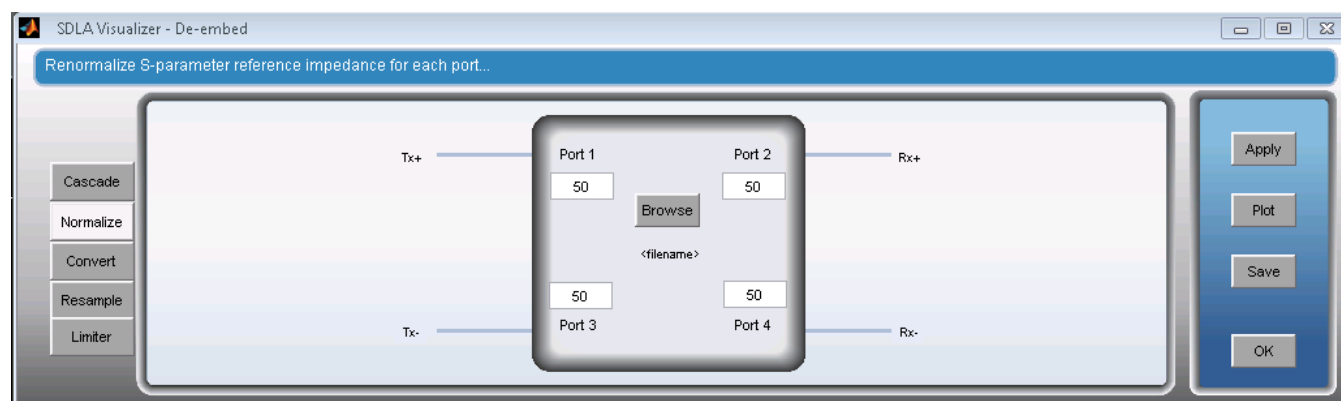 SDLA Visualizer - De-embed
Renormalize S-parameter reference impedance for each port...
Cascade
Normalize
Convert
Resample
Limiter
Tx+
Port 1
Port 2
Rx+
50
50
Browse
<filename>
50
50
Tx-
Port 3
Port 4
Rx-
Apply
Plot
Save
OK